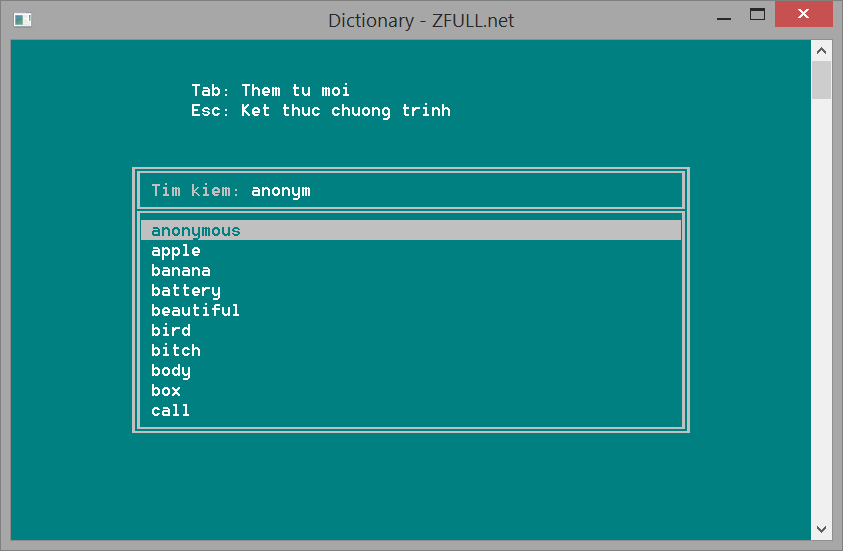 Dictionary - ZFULL.net
Tab: Them tu moi
Esc: Ket thuc chuong trinh
Tim kiem: anonym
anonymous
apple
banana
battery
beautiful
bird
bitch
body
box
call